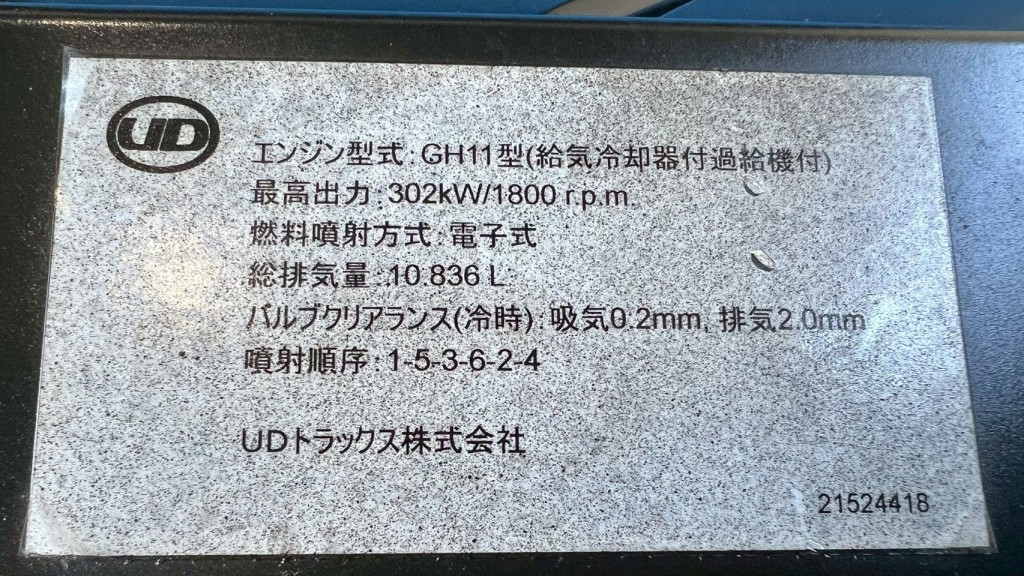 UD
エンジン型式:GH11型(給気冷却器付過給機付)
最高出力:302kW/1800 r.p.m.
燃料噴射方式:電子式
総排気量:10.836 L
バルブクリアランス(冷時):吸気0.2mm, 排気2.0mm
噴射順序:1-5-3-6-2-4
UDトラックス株式会社
21524418